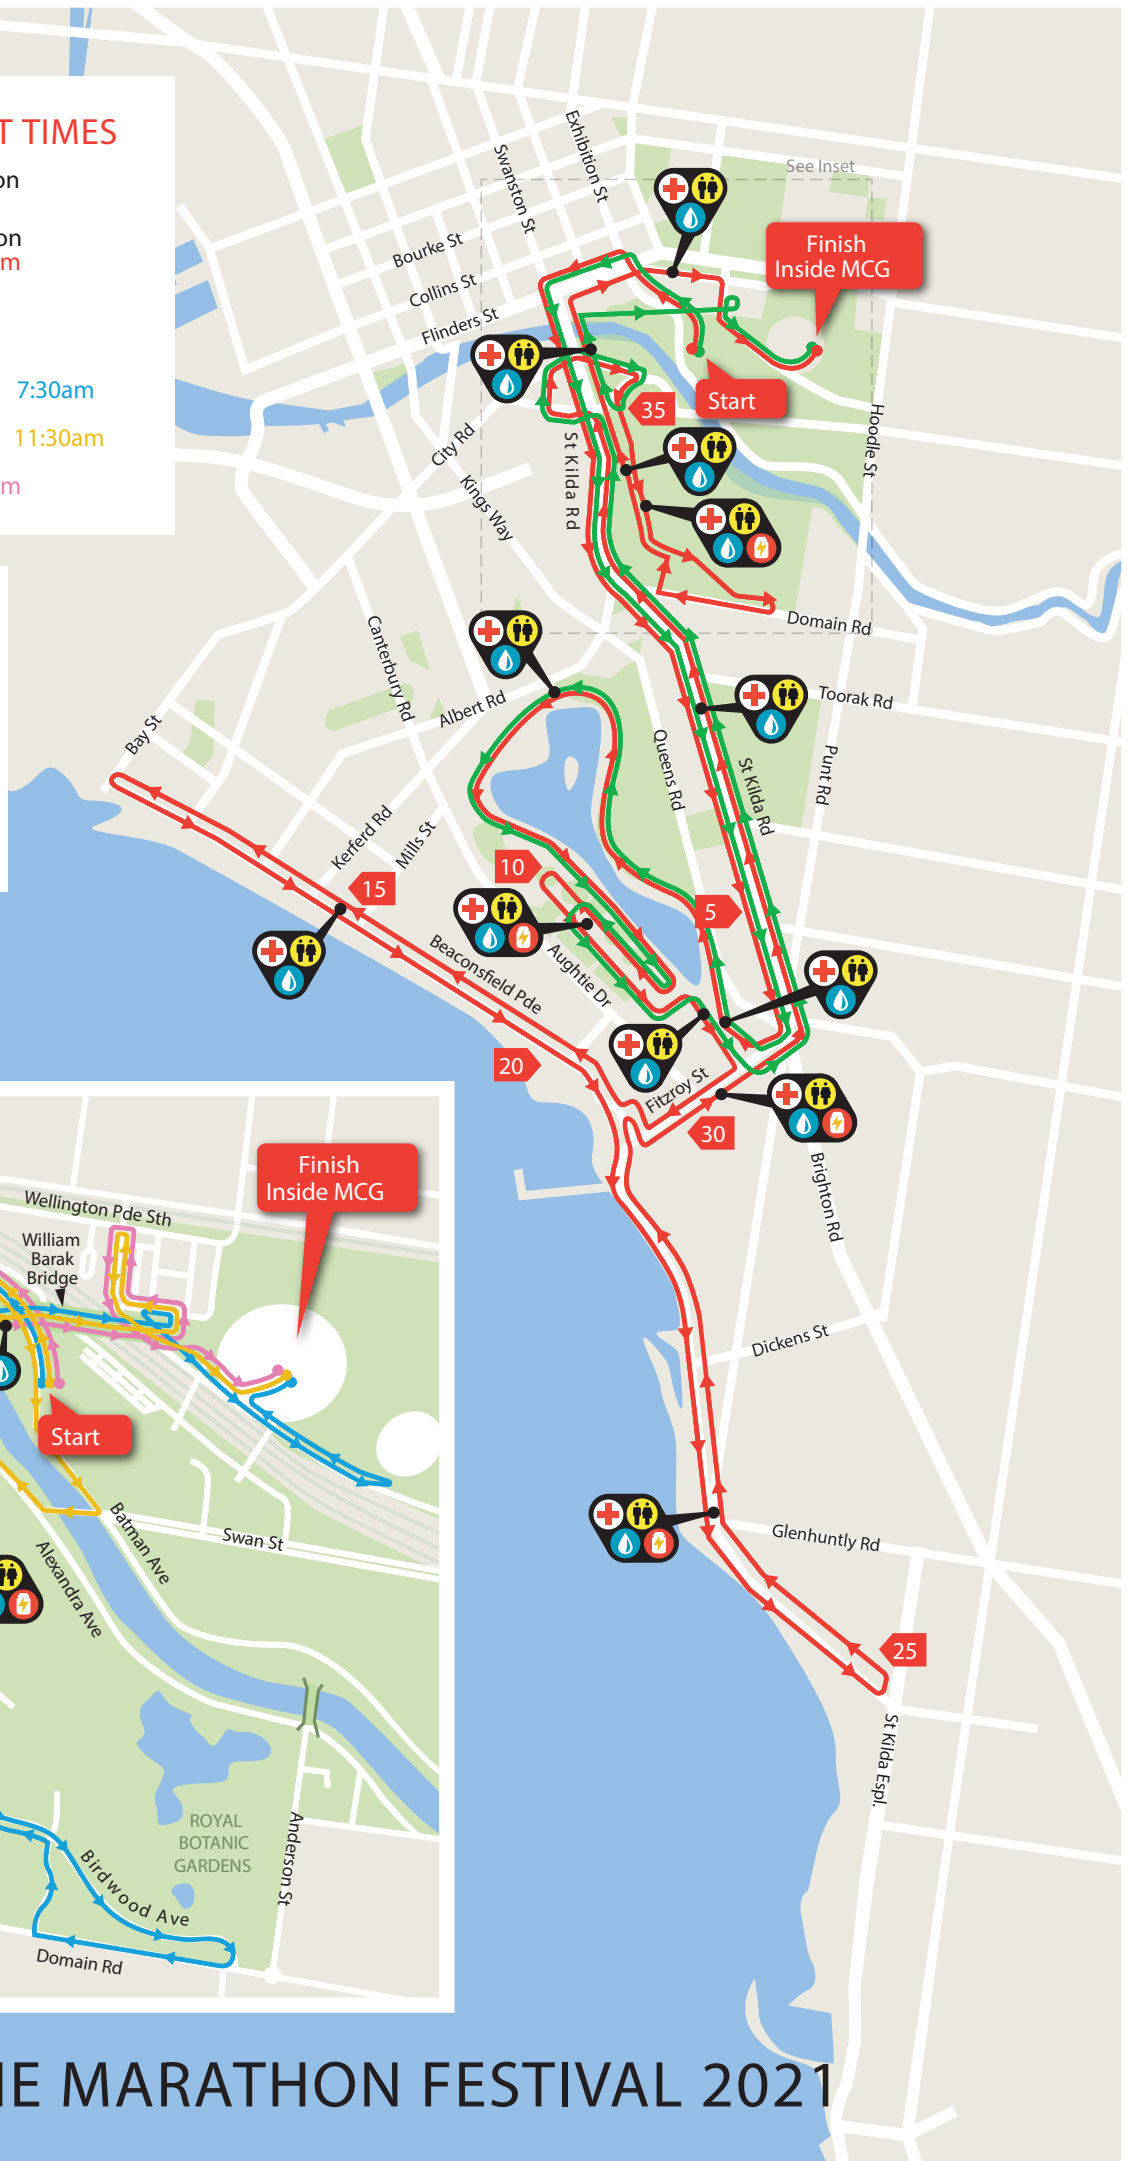 T TIMES
on
on
m
7:30am
11:30am
m
See Inset
Exhibition St
Swanston St
Bourke St
Collins St
Flinders St
Finish
Inside MCG
Start
35
Hoddle St
City Rd
Kings Way
St Kilda Rd
Domain Rd
Canterbury Rd
Albert Rd
Toorak Rd
Bay St
Queens Rd
St Kilda Rd
Punt Rd
Kerferd Rd
Mills St
10
15
5
Beaconsfield Pde
Aughtie Dr
20
Fitzroy St
30
Brighton Rd
Dickens St
Glenhuntly Rd
25
St Kilda Espl.
Finish
Inside MCG
Wellington Pde Sth
William
Barak
Bridge
Start
Batman Ave
Swan St
Alexandra Ave
ROYAL
BOTANIC
GARDENS
Anderson St
Birdwood Ave
Domain Rd
NE MARATHON FESTIVAL 2021